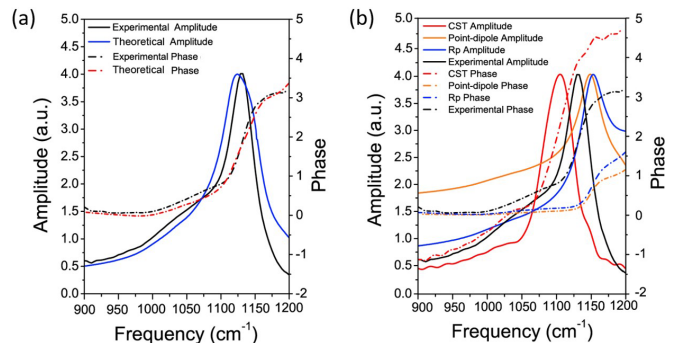 (a)
Experimental Amplitude
Theoretical Amplitude
Experimental Phase
Theoretical Phase
Amplitude (a.u.)
5.0
4.5
4.0
3.5
3.0
2.5
2.0
1.5
1.0
0.5
0.0
5
4
3
2
1
0
-1
-2
Phase
900 950 1000 1050 1100 1150 1200
Frequency (cm-1)
(b)
CST Amplitude
Point-dipole Amplitude
Rp Amplitude
Experimental Amplitude
CST Phase
Point-dipole Phase
Rp Phase
Experimental Phase
Amplitude (a.u.)
5.0
4.5
4.0
3.5
3.0
2.5
2.0
1.5
1.0
0.5
0.0
5
4
3
2
1
0
-1
-2
Phase
900 950 1000 1050 1100 1150 1200
Frequency (cm-1)